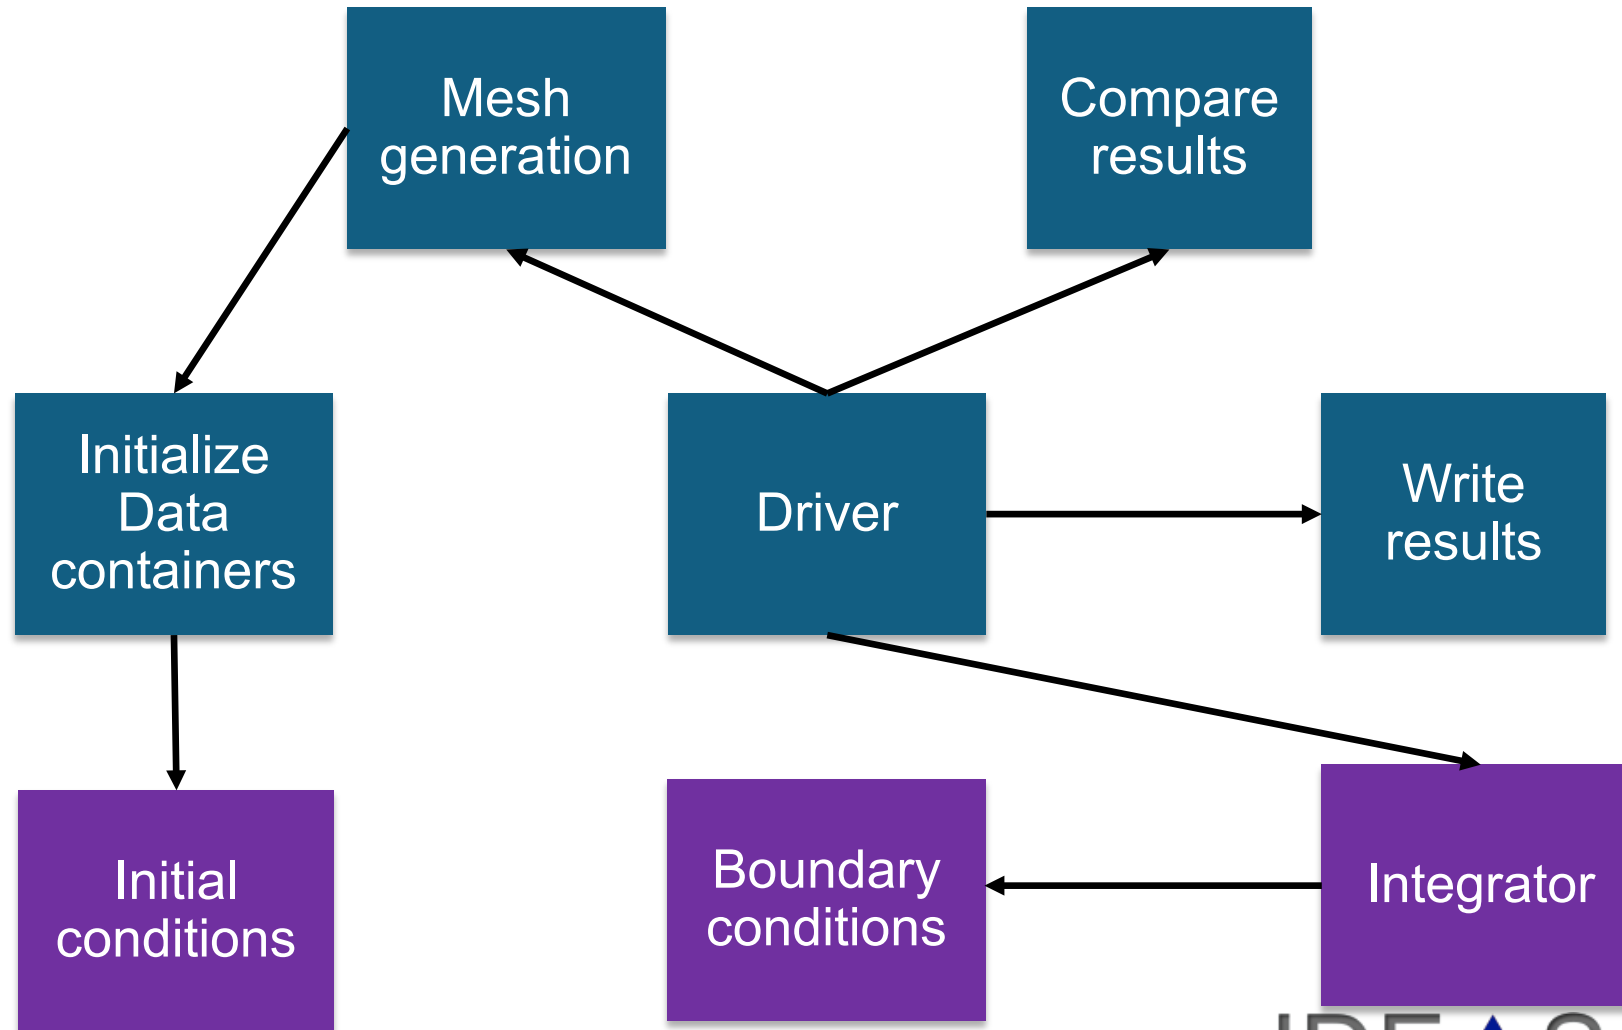 Mesh
generation
Compare
results
Initialize
Data
containers
Driver
Write
results
Initial
conditions
Boundary
conditions
Integrator